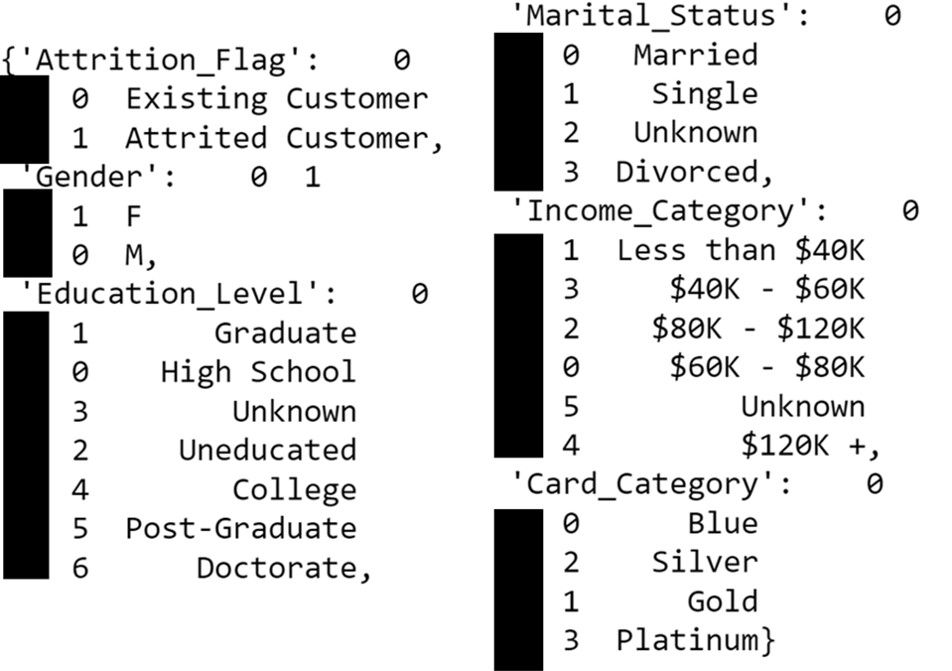 {'Attrition_Flag': 0
0 Existing Customer
1 Attrited Customer,
'Gender': 0 1
1 F
0 M,
'Education_Level': 0
1 Graduate
0 High School
3 Unknown
2 Uneducated
4 College
5 Post-Graduate
6 Doctorate,
'Marital_Status': 0
0 Married
1 Single
2 Unknown
3 Divorced,
'Income_Category': 0
1 Less than $40K
3 $40K - $60K
2 $80K - $120K
0 $60K - $80K
5 Unknown
4 $120K +,
'Card_Category': 0
0 Blue
2 Silver
1 Gold
3 Platinum}